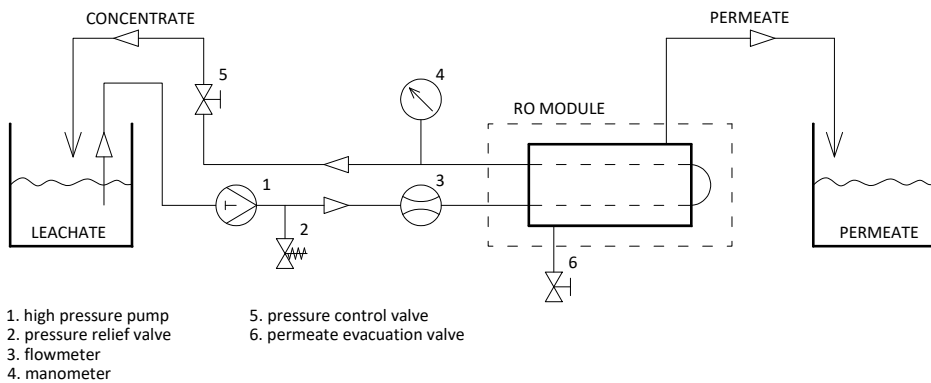 CONCENTRATE
PERMEATE
5
4
RO MODULE
1
3
2
LEACHATE
6
PERMEATE
1. high pressure pump
2. pressure relief valve
3. flowmeter
4. manometer
5. pressure control valve
6. permeate evacuation valve